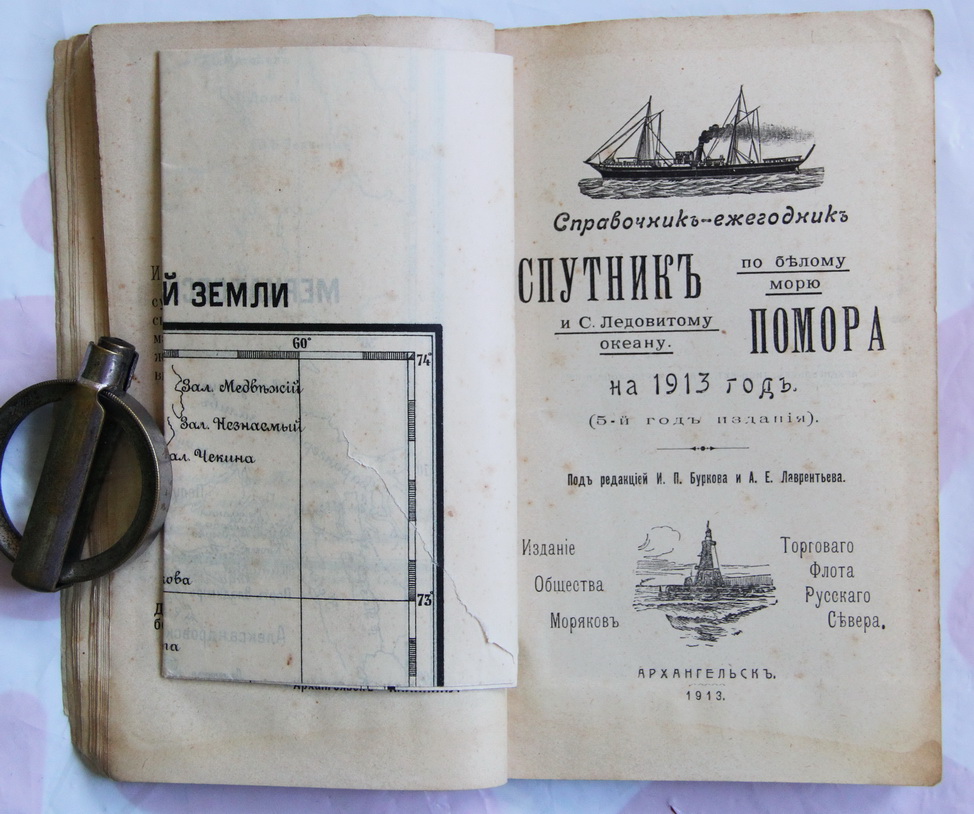 Й ЗЕМЛИ
60°
74°
Зал. Медвѣжій
Зал. Незнаемый
Зал. Чекина
кова
73°
Справочникъ-ежегодникъ
СПУТНИКЪ
по бѣлому
морю
и С. Ледовитому
океану.
ПОМОРА
на 1913 годъ.
(5-й годъ изданія).
Подъ редакціей И. П. Буркова и А. Е. Лаврентьева.
Изданіе
Общества
Моряковъ
Торговаго
Флота
Русскаго
Сѣвера.
АРХАНГЕЛЬСКЪ.
1913.